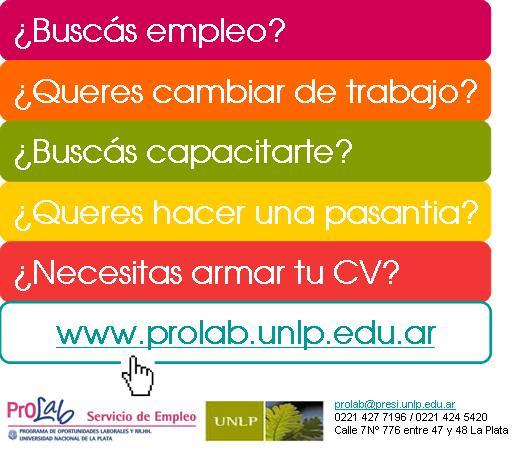 ¿Buscás empleo?
¿Queres cambiar de trabajo?
¿Buscás capacitarte?
¿Queres hacer una pasantia?
¿Necesitas armar tu CV?
www.prolab.unlp.edu.ar
ProLab Servicio de Empleo
PROGRAMA DE OPORTUNIDADES LABORALES Y RR.HH.
UNIVERSIDAD NACIONAL DE LA PLATA
UNLP
prolab@presi.unlp.edu.ar
0221 427 7196 / 0221 424 5420
Calle 7 Nº 776 entre 47 y 48 La Plata